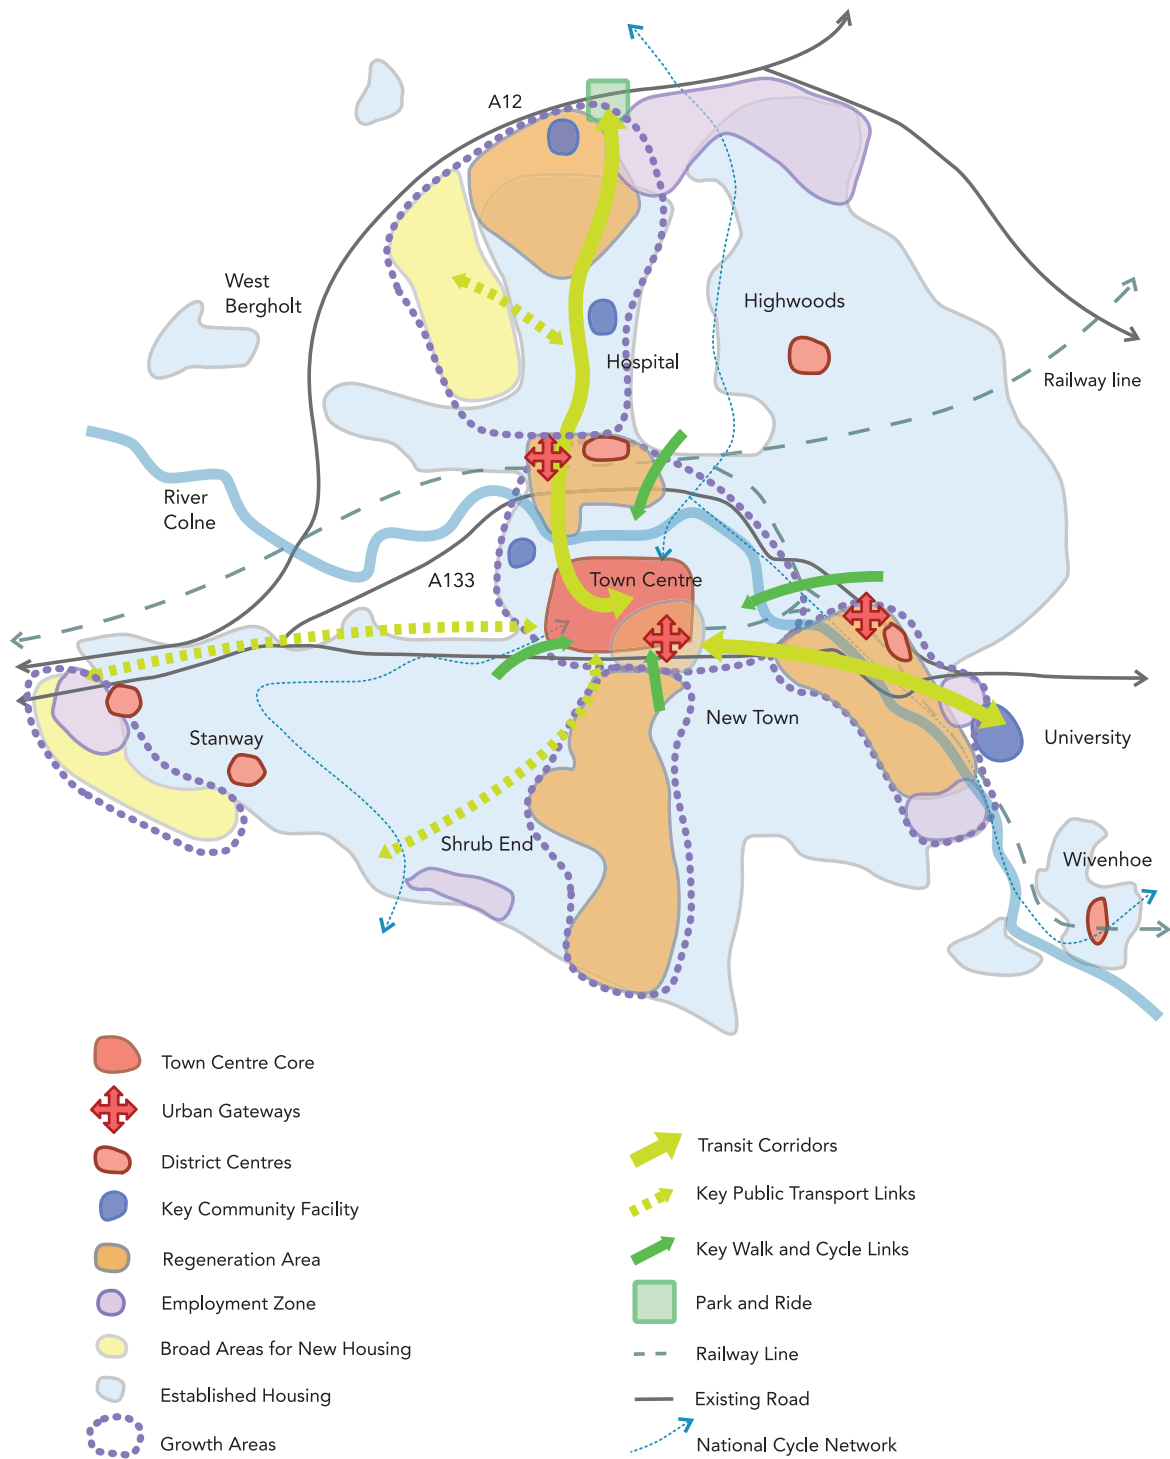 A12
West
Bergholt
Highwoods
Hospital
Railway line
River
Colne
A133
Town Centre
Stanway
New Town
University
Shrub End
Wivenhoe
Town Centre Core
Urban Gateways
District Centres
Key Community Facility
Regeneration Area
Employment Zone
Broad Areas for New Housing
Established Housing
Growth Areas
Transit Corridors
Key Public Transport Links
Key Walk and Cycle Links
Park and Ride
Railway Line
Existing Road
National Cycle Network